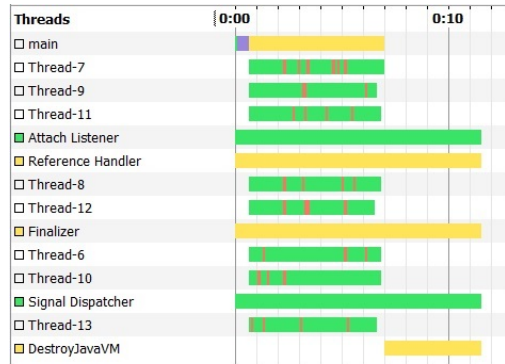 Threads 0:00 0:10
main
Thread-7
Thread-9
Thread-11
Attach Listener
Reference Handler
Thread-8
Thread-12
Finalizer
Thread-6
Thread-10
Signal Dispatcher
Thread-13
DestroyJavaVM